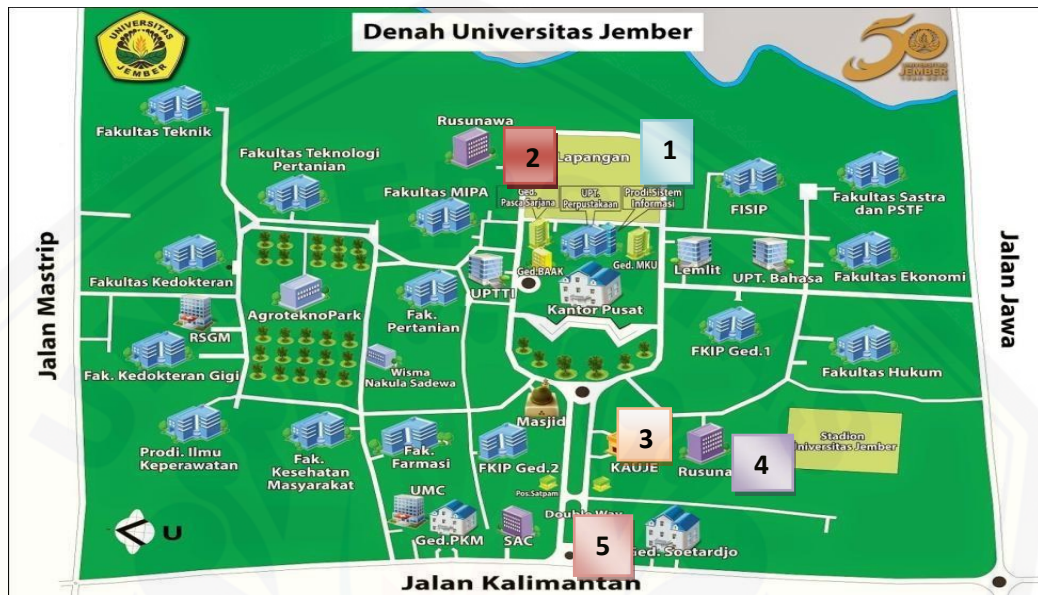 Denah Universitas Jember
UNIVERSITAS
JEMBER
50
UNIVERSITAS
JEMBER
Fakultas Teknik
Rusunawa
2
Lapangan
1
Fakultas Teknologi
Pertanian
Fakultas MIPA
Ged.
Pasca Sarjana
UPT.
Perpustakaan
Prodi.Sistem
Informasi
FISIP
Fakultas Sastra
dan PSTF
Jalan Mastrip
Jalan Jawa
Fakultas Kedokteran
AgroteknoPark
Fak.
Pertanian
UPTTI
Ged.BAAK
Kantor Pusat
Ged. MKU
Lemlit
UPT. Bahasa
Fakultas Ekonomi
RSGM
Fak. Kedokteran Gigi
Wisma
Nakula Sadewa
FKIP Ged.1
Fakultas Hukum
Masjid
3
KAUJE
4
Stadion
Universitas Jember
Prodi. Ilmu
Keperawatan
Fak.
Kesehatan
Masyarakat
Fak.
Farmasi
FKIP Ged.2
Pos.Satpam
UMC
Ged.PKM
SAC
5
Ged. Soetardjo
U
Jalan Kalimantan